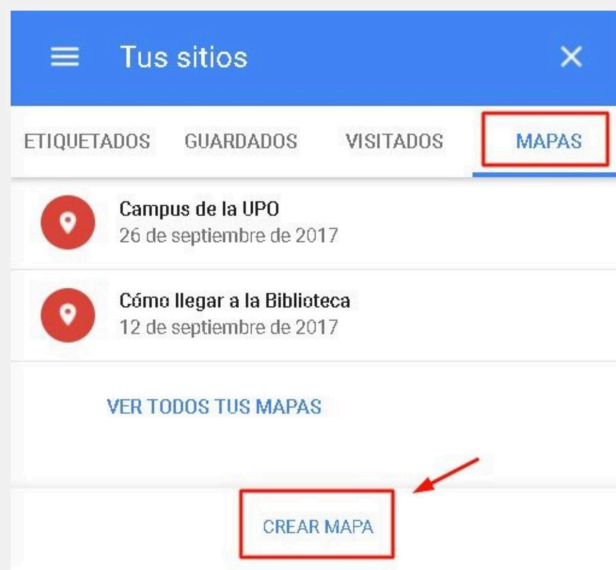 Tus sitios
ETIQUETADOS GUARDADOS VISITADOS MAPAS
Campus de la UPO
26 de septiembre de 2017
Cómo llegar a la Biblioteca
12 de septiembre de 2017
VER TODOS TUS MAPAS
CREAR MAPA